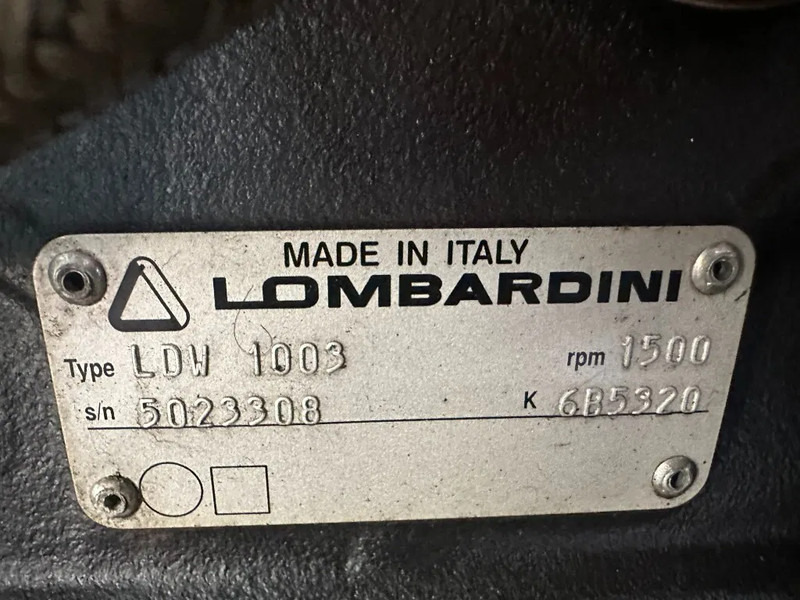 MADE IN ITALY
LOMBARDINI
Type LDW 1003 rpm 1500
s/n 5023308 K 6B5320